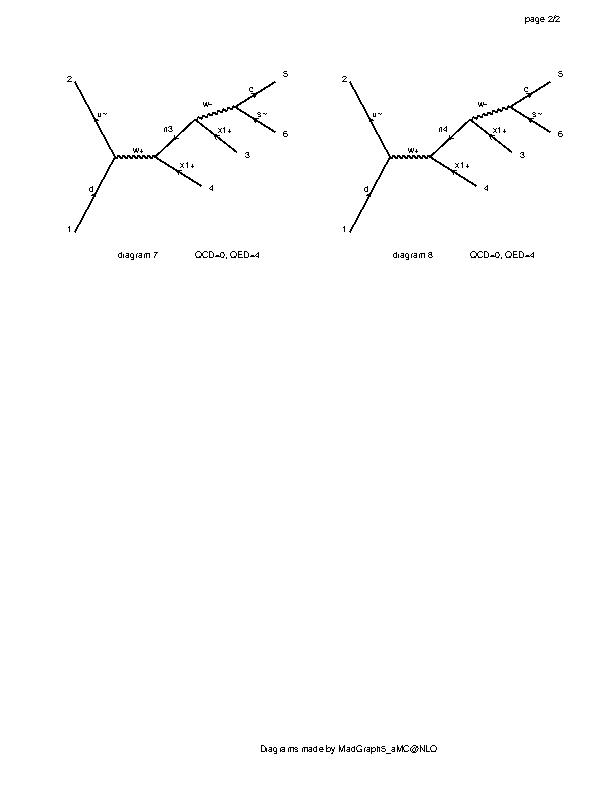 page 2/2
2 5 2 5
w- c w- c
u~ s~ u~ s~
n3 x1+ 6 n4 x1+ 6
w+ 3 w+ 3
x1+ x1+
d 4 d 4
1 1
diagram 7 QCD=0, QED=4 diagram 8 QCD=0, QED=4
Diagrams made by MadGraph5_aMC@NLO